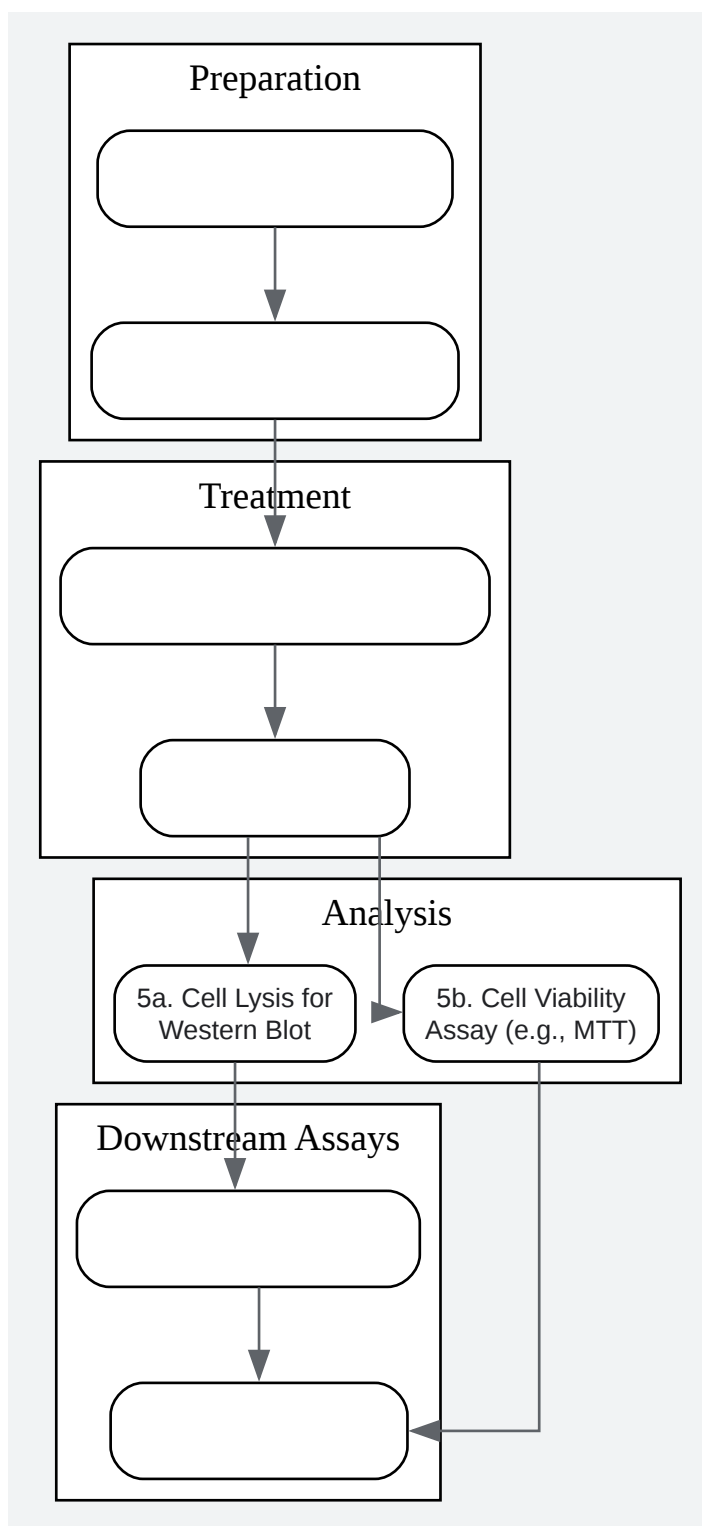 Preparation
Treatment
Analysis
5a. Cell Lysis for
Western Blot
5b. Cell Viability
Assay (e.g., MTT)
Downstream Assays